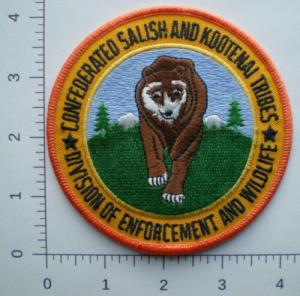 CONFEDERATED SALISH AND KOOTENAI TRIBES
DIVISION OF ENFORCEMENT AND WILDLIFE
4
3
2
1
0
0 1 2 3 4